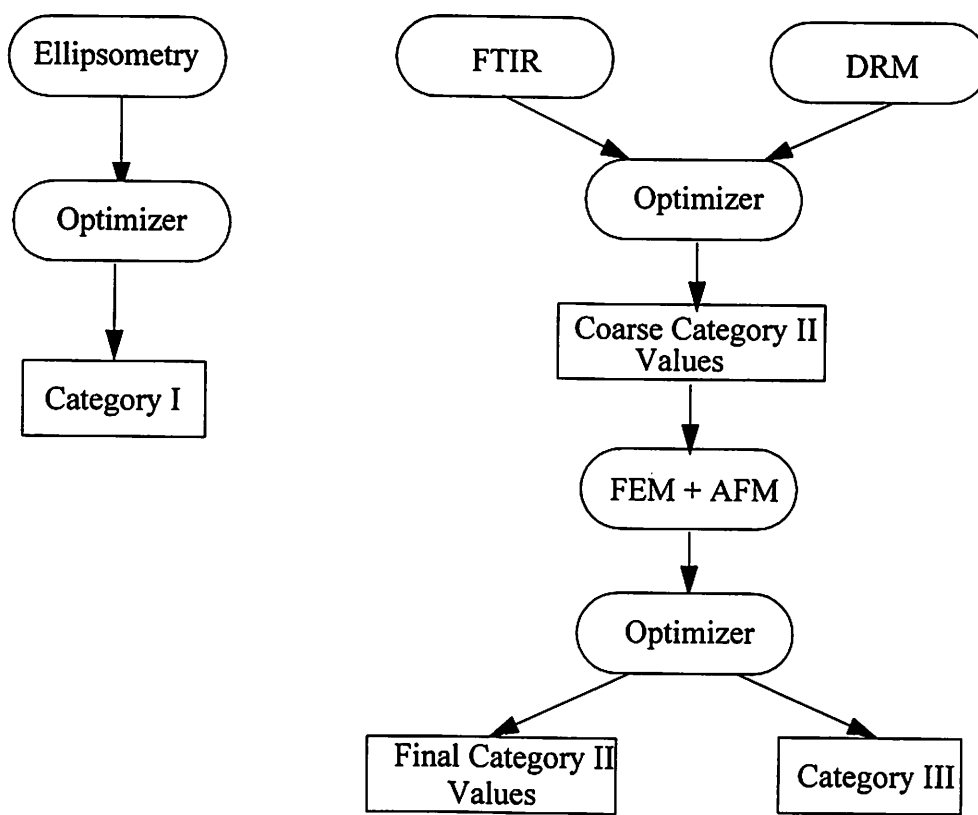 Ellipsometry
Optimizer
Category I
FTIR
DRM
Optimizer
Coarse Category II
Values
FEM + AFM
Optimizer
Final Category II
Values
Category III